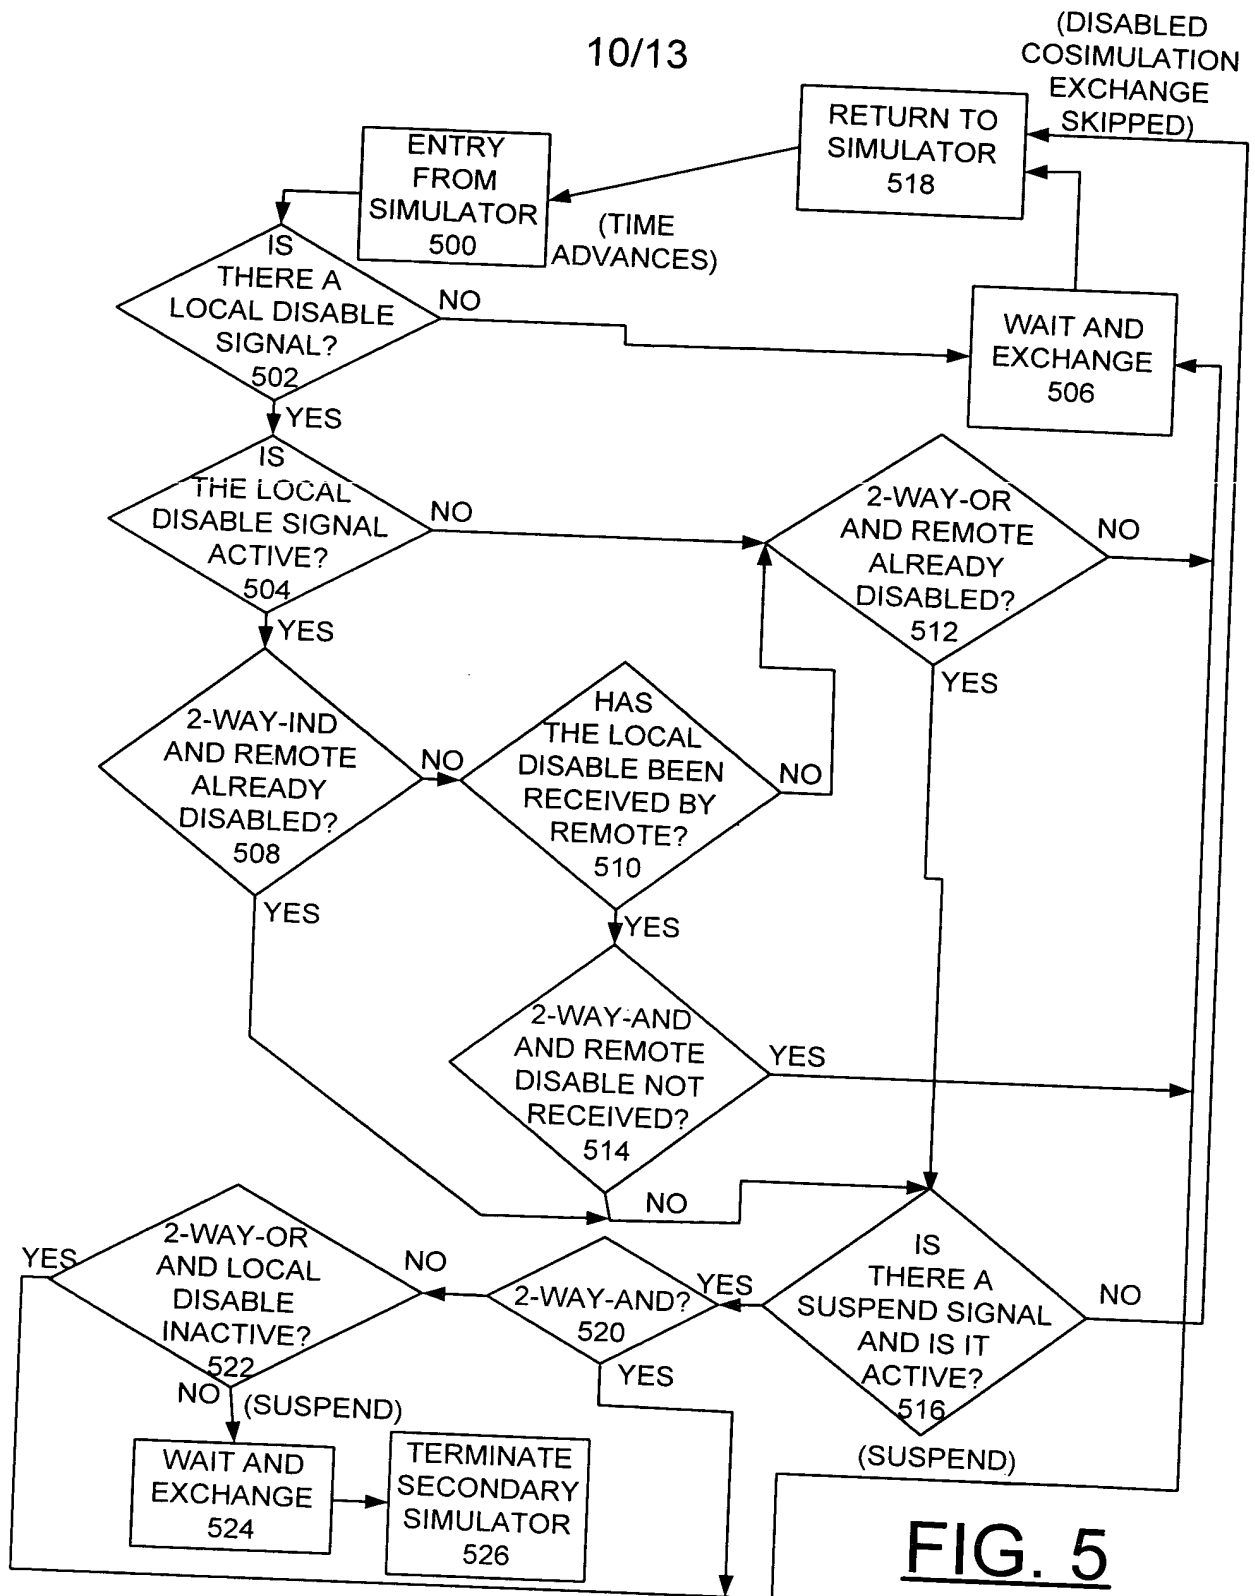 10/13
(DISABLED
COSIMULATION
EXCHANGE
SKIPPED)
RETURN TO
SIMULATOR
518
ENTRY
FROM
SIMULATOR
500
(TIME
ADVANCES)
IS
THERE A
LOCAL DISABLE
SIGNAL?
502
NO
YES
WAIT AND
EXCHANGE
506
IS
THE LOCAL
DISABLE SIGNAL
ACTIVE?
504
NO
YES
2-WAY-OR
AND REMOTE
ALREADY
DISABLED?
512
NO
YES
2-WAY-IND
AND REMOTE
ALREADY
DISABLED?
508
NO
YES
HAS
THE LOCAL
DISABLE BEEN
RECEIVED BY
REMOTE?
510
NO
YES
2-WAY-AND
AND REMOTE
DISABLE NOT
RECEIVED?
514
YES
NO
IS
THERE A
SUSPEND SIGNAL
AND IS IT
ACTIVE?
516
NO
YES
(SUSPEND)
2-WAY-AND?
520
NO
YES
2-WAY-OR
AND LOCAL
DISABLE
INACTIVE?
522
YES
NO
(SUSPEND)
WAIT AND
EXCHANGE
524
TERMINATE
SECONDARY
SIMULATOR
526
FIG. 5